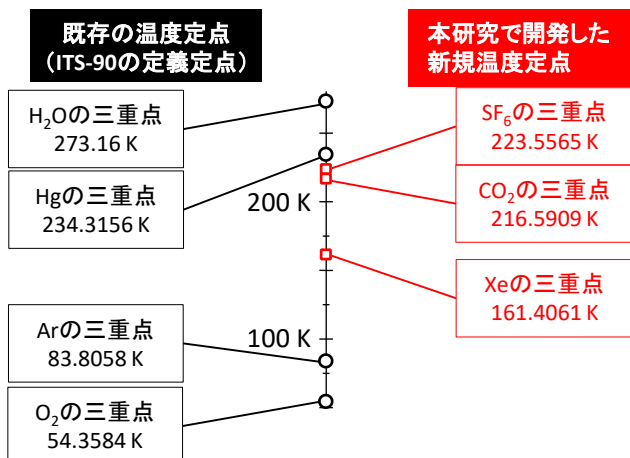 既存の温度定点
(ITS-90の定義定点)
H₂Oの三重点
273.16 K
Hgの三重点
234.3156 K
Arの三重点
83.8058 K
O₂の三重点
54.3584 K
200 K
100 K
本研究で開発した
新規温度定点
SF₆の三重点
223.5565 K
CO₂の三重点
216.5909 K
Xeの三重点
161.4061 K